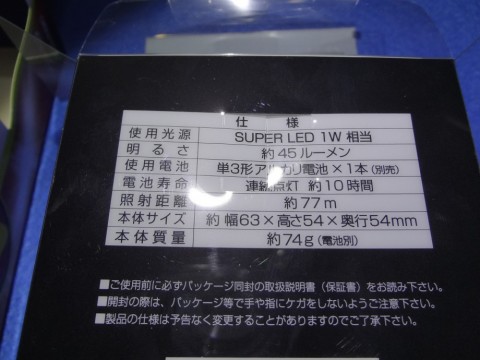 仕 様
使用光源 SUPER LED 1W 相当
明るさ 約45ルーメン
使用電池 単3形アルカリ電池×1本(別売)
電池寿命 連続点灯 約10時間
照射距離 約77m
本体サイズ 約 幅63×高さ54×奥行54mm
本体質量 約74g(電池別)
■ご使用前に必ずパッケージ同封の取扱説明書(保証書)をお読み下さい。
■開封の際は、パッケージ等で手や指にケガをしないようご注意下さい。
■製品の仕様は予告なく変更することがありますのでご了承下さい。